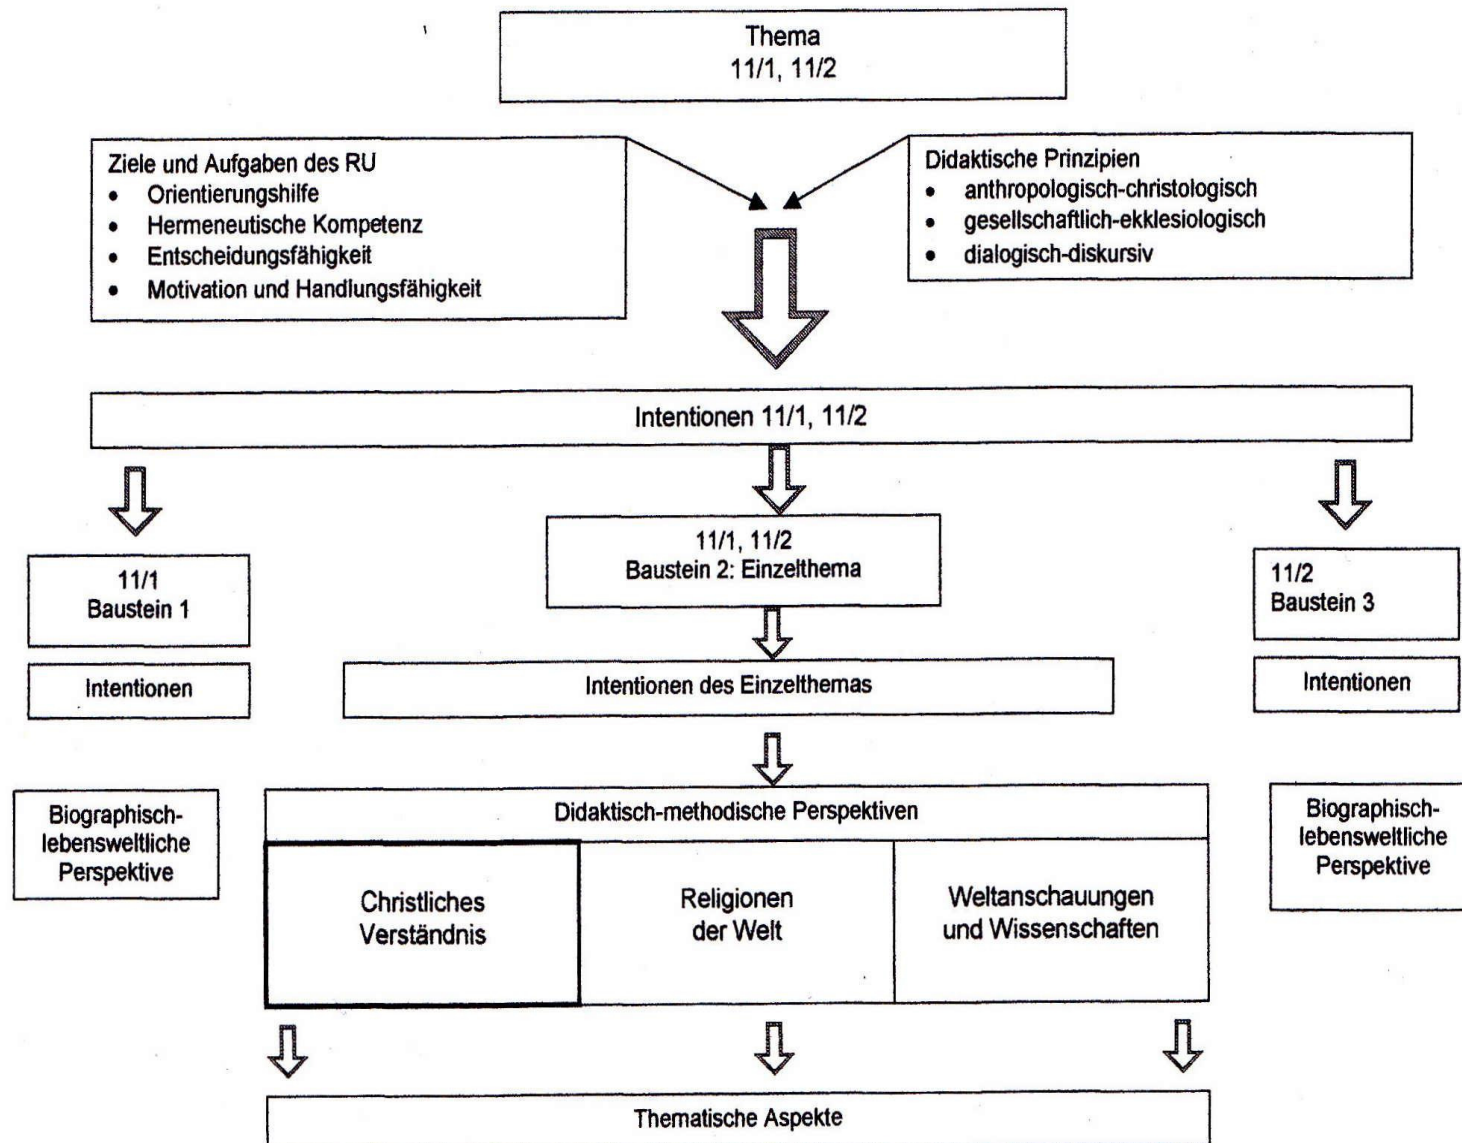 Thema
11/1, 11/2
Ziele und Aufgaben des RU
• Orientierungshilfe
• Hermeneutische Kompetenz
• Entscheidungsfähigkeit
• Motivation und Handlungsfähigkeit
Didaktische Prinzipien
• anthropologisch-christologisch
• gesellschaftlich-ekklesiologisch
• dialogisch-diskursiv
Intentionen 11/1, 11/2
11/1
Baustein 1
11/1, 11/2
Baustein 2: Einzelthema
11/2
Baustein 3
Intentionen
Intentionen des Einzelthemas
Intentionen
Biographisch-
lebensweltliche
Perspektive
Didaktisch-methodische Perspektiven
Christliches
Verständnis
Religionen
der Welt
Weltanschauungen
und Wissenschaften
Biographisch-
lebensweltliche
Perspektive
Thematische Aspekte